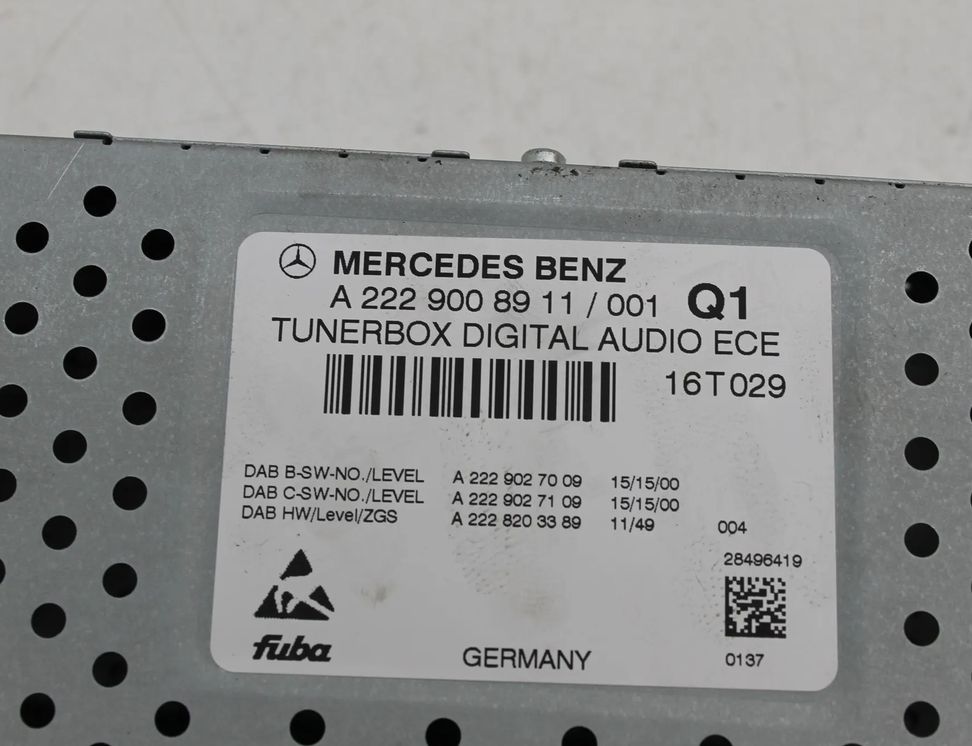 MERCEDES BENZ
A 222 900 89 11 / 001 Q1
TUNERBOX DIGITAL AUDIO ECE
16T029
DAB B-SW-NO./LEVEL A 222 902 70 09 15/15/00
DAB C-SW-NO./LEVEL A 222 902 71 09 15/15/00
DAB HW/Level/ZGS A 222 820 33 89 11/49 004
28496419
fuba
GERMANY
0137